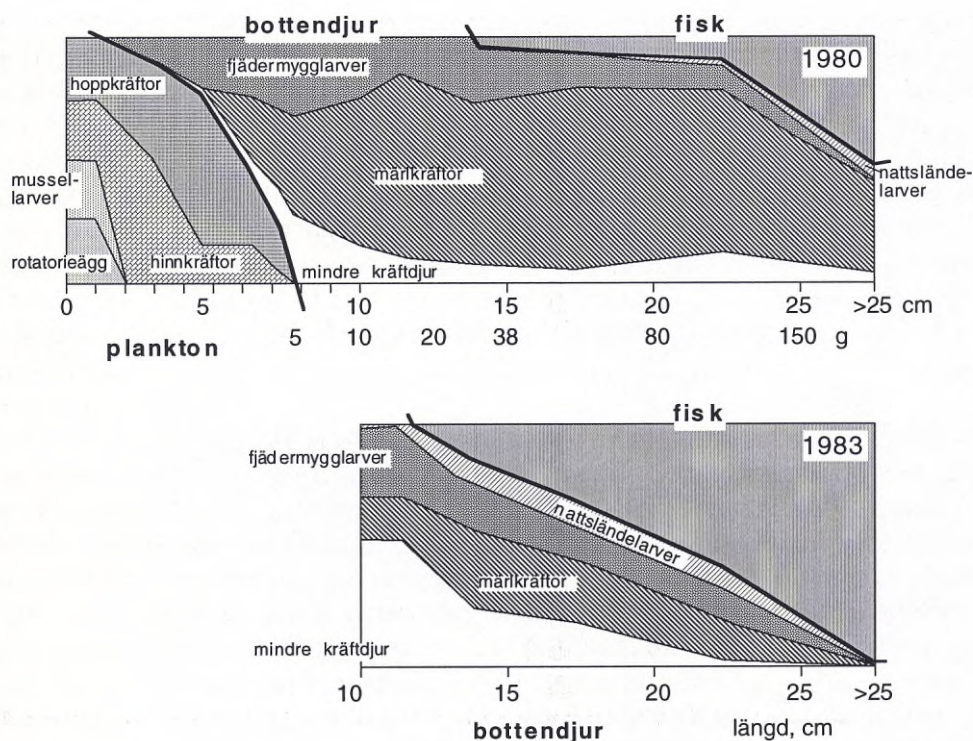 bottendjur fisk
fjädermygglarver 1980
hoppkräftor
märlkräftor
mussel-
larver
nattslände-
larver
rotatorieägg hinnkräftor mindre kräftdjur
0 5 10 15 20 25 >25 cm
plankton 5 10 20 38 80 150 g
fisk
1983
fjädermygglarver
nattsländelarver
märlkräftor
mindre kräftdjur
10 15 20 25 >25
bottendjur längd, cm